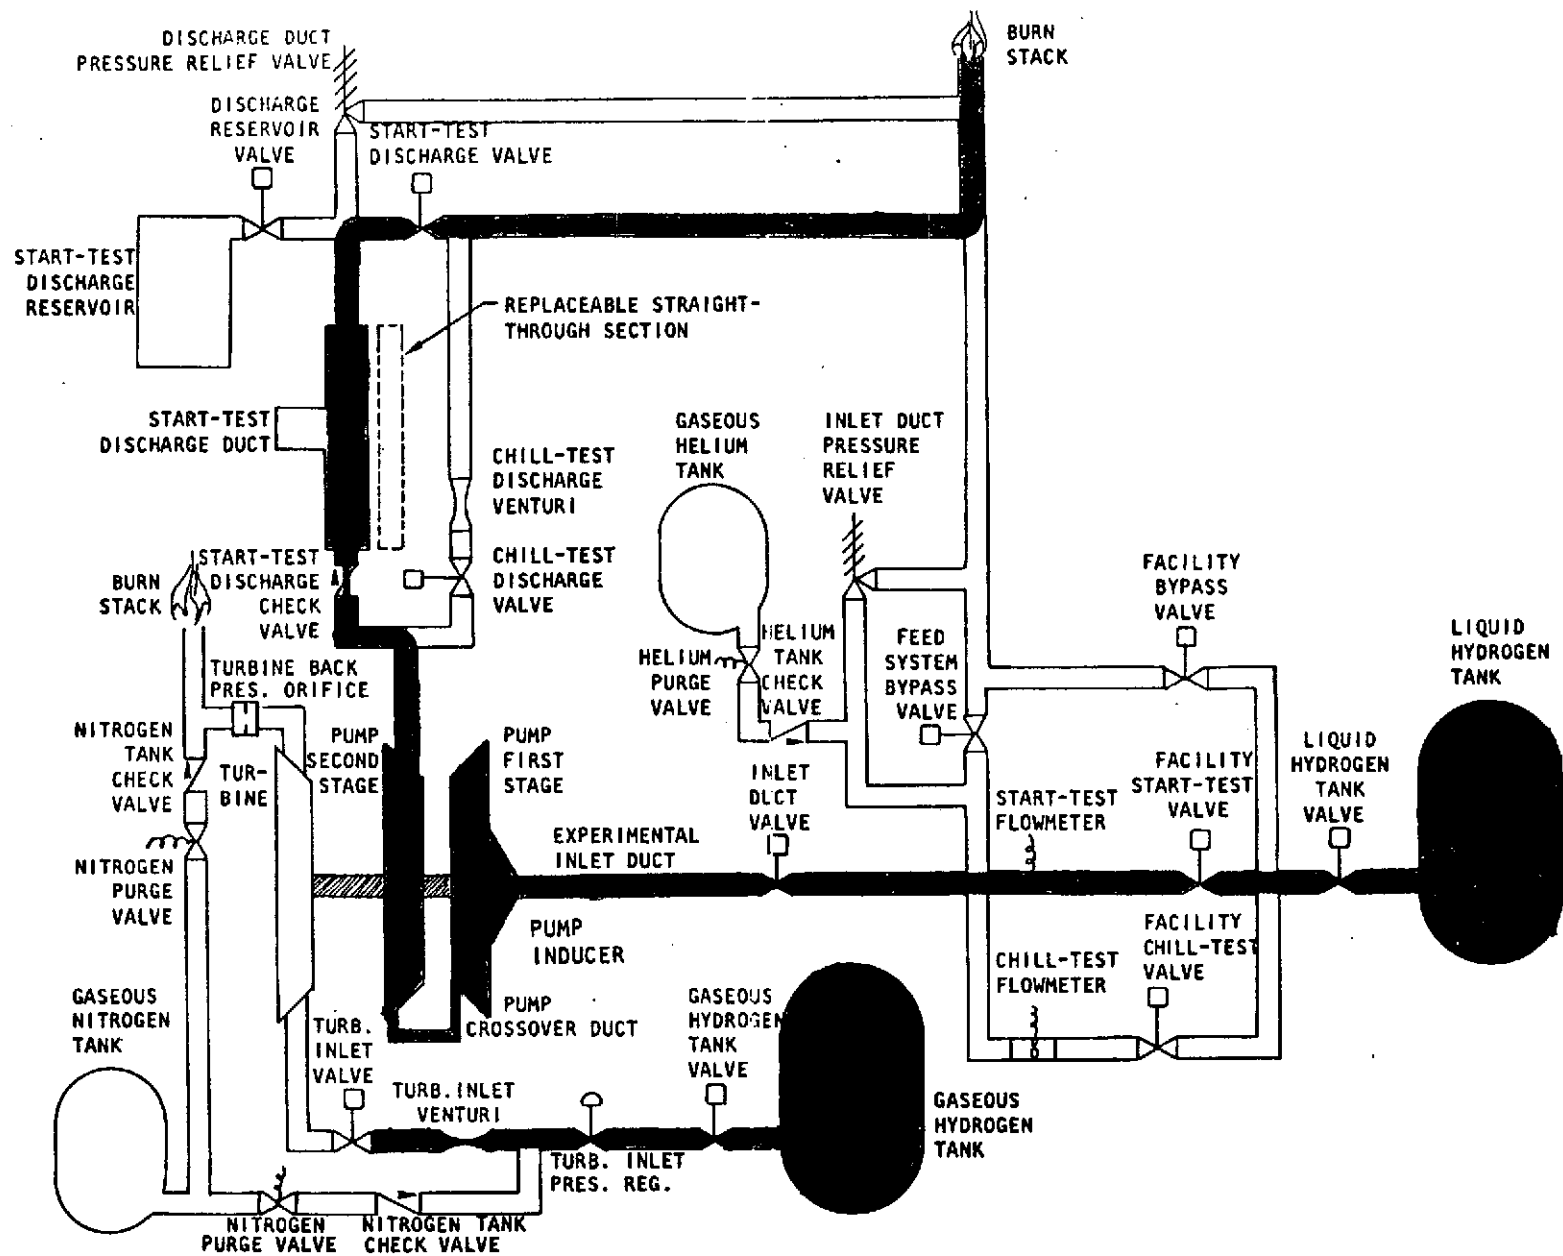 DISCHARGE DUCT
PRESSURE RELIEF VALVE
BURN
STACK
DISCHARGE
RESERVOIR
VALVE
START-TEST
DISCHARGE VALVE
START-TEST
DISCHARGE
RESERVOIR
REPLACEABLE STRAIGHT-
THROUGH SECTION
START-TEST
DISCHARGE DUCT
GASEOUS
HELIUM
TANK
INLET DUCT
PRESSURE
RELIEF
VALVE
CHILL-TEST
DISCHARGE
VENTURI
START-TEST
DISCHARGE
CHECK
VALVE
CHILL-TEST
DISCHARGE
VALVE
BURN
STACK
FACILITY
BYPASS
VALVE
HELIUM
TANK
CHECK
VALVE
FEED
SYSTEM
BYPASS
VALVE
LIQUID
HYDROGEN
TANK
HELIUM
PURGE
VALVE
TURBINE BACK
PRES. ORIFICE
NITROGEN
TANK
CHECK
VALVE
TUR-
BINE
PUMP
SECOND
STAGE
PUMP
FIRST
STAGE
INLET
DUCT
VALVE
START-TEST
FLOWMETER
FACILITY
START-TEST
VALVE
LIQUID
HYDROGEN
TANK
VALVE
EXPERIMENTAL
INLET DUCT
NITROGEN
PURGE
VALVE
PUMP
INDUCER
CHILL-TEST
FLOWMETER
FACILITY
CHILL-TEST
VALVE
GASEOUS
NITROGEN
TANK
PUMP
CROSSOVER DUCT
GASEOUS
HYDROGEN
TANK
VALVE
TURB.
INLET
VALVE
TURB. INLET
VENTURI
GASEOUS
HYDROGEN
TANK
TURB. INLET
PRES. REG.
NITROGEN
PURGE VALVE
NITROGEN TANK
CHECK VALVE